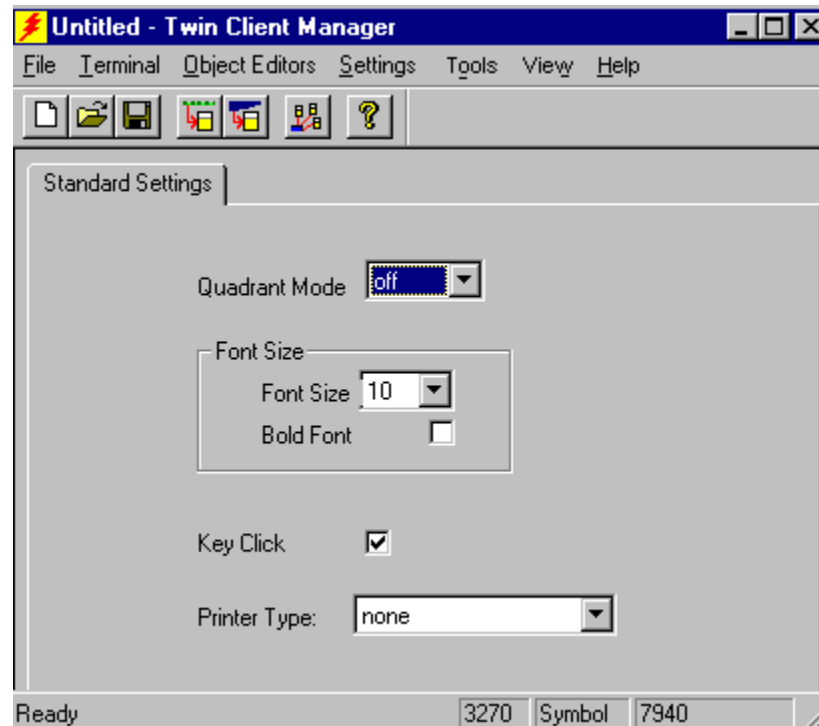 Untitled - Twin Client Manager
File Terminal Object Editors Settings Tools View Help
Standard Settings
Quadrant Mode off
Font Size
Font Size 10
Bold Font
Key Click
Printer Type: none
Ready 3270 Symbol 7940